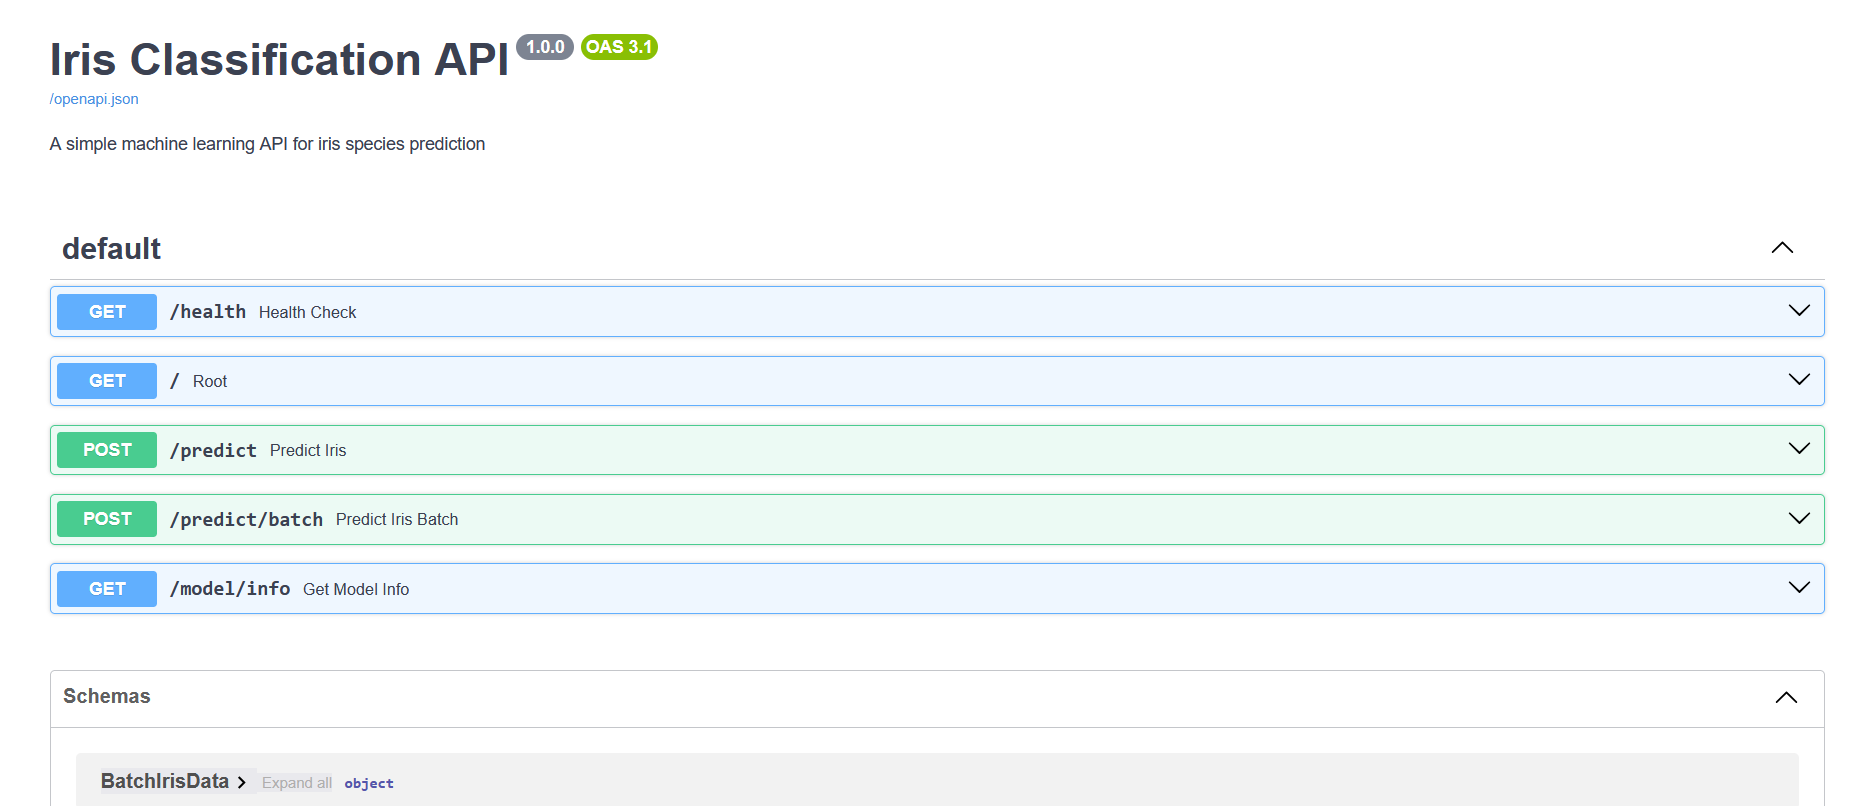 Iris Classification API 1.0.0 OAS 3.1
/openapi.json
A simple machine learning API for iris species prediction
default
GET /health Health Check
GET / Root
POST /predict Predict Iris
POST /predict/batch Predict Iris Batch
GET /model/info Get Model Info
Schemas
BatchIrisData Expand all object